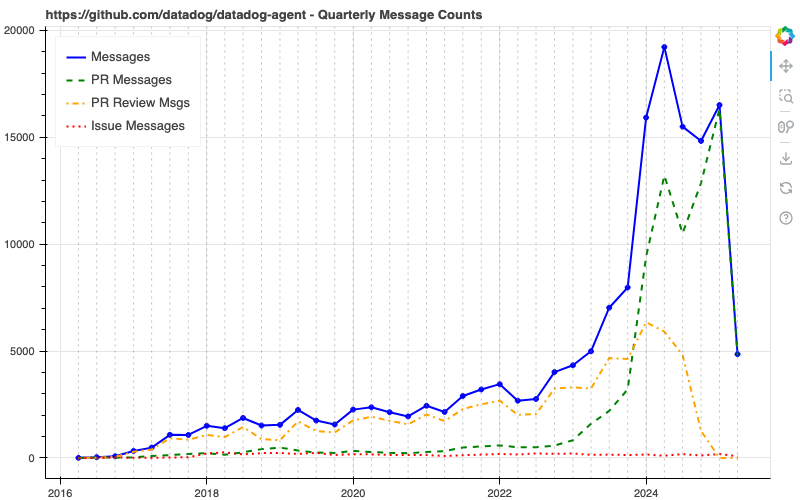 https://github.com/datadog/datadog-agent - Quarterly Message Counts
Messages
PR Messages
PR Review Msgs
Issue Messages
20000
15000
10000
5000
0
2016
2018
2020
2022
2024